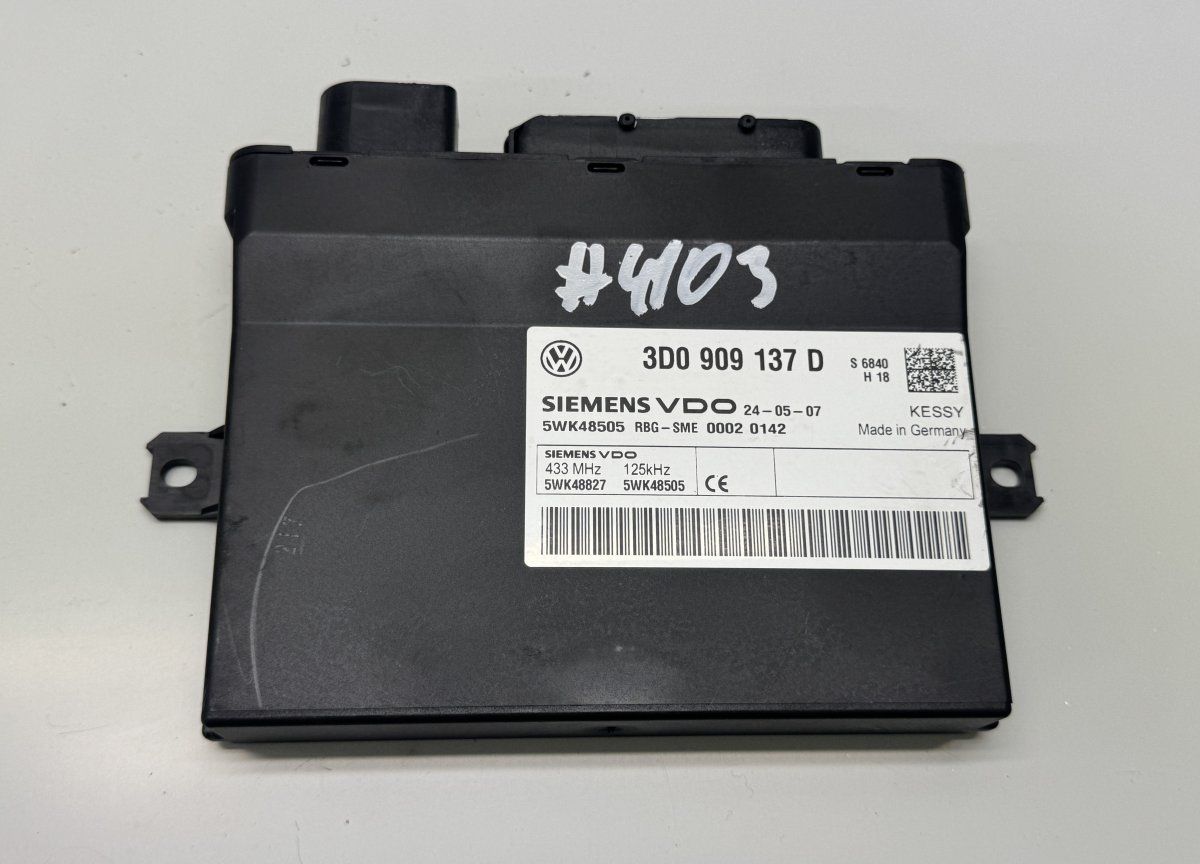 #4103
3D0 909 137 D
S 6840
H 18
SIEMENS VDO 24-05-07
KESSY
5WK48505 RBG-SME 0002 0142
Made in Germany
SIEMENS VDO
433 MHz 125kHz
5WK48827 5WK48505
CE